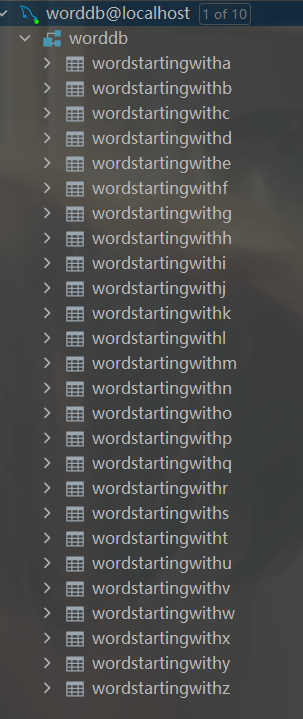 worddb@localhost 1 of 10
worddb
wordstartingwitha
wordstartingwithb
wordstartingwithc
wordstartingwithd
wordstartingwithe
wordstartingwithf
wordstartingwithg
wordstartingwithh
wordstartingwithi
wordstartingwithj
wordstartingwithk
wordstartingwithl
wordstartingwithm
wordstartingwithn
wordstartingwitho
wordstartingwithp
wordstartingwithq
wordstartingwithr
wordstartingwiths
wordstartingwitht
wordstartingwithu
wordstartingwithv
wordstartingwithw
wordstartingwithx
wordstartingwithy
wordstartingwithz